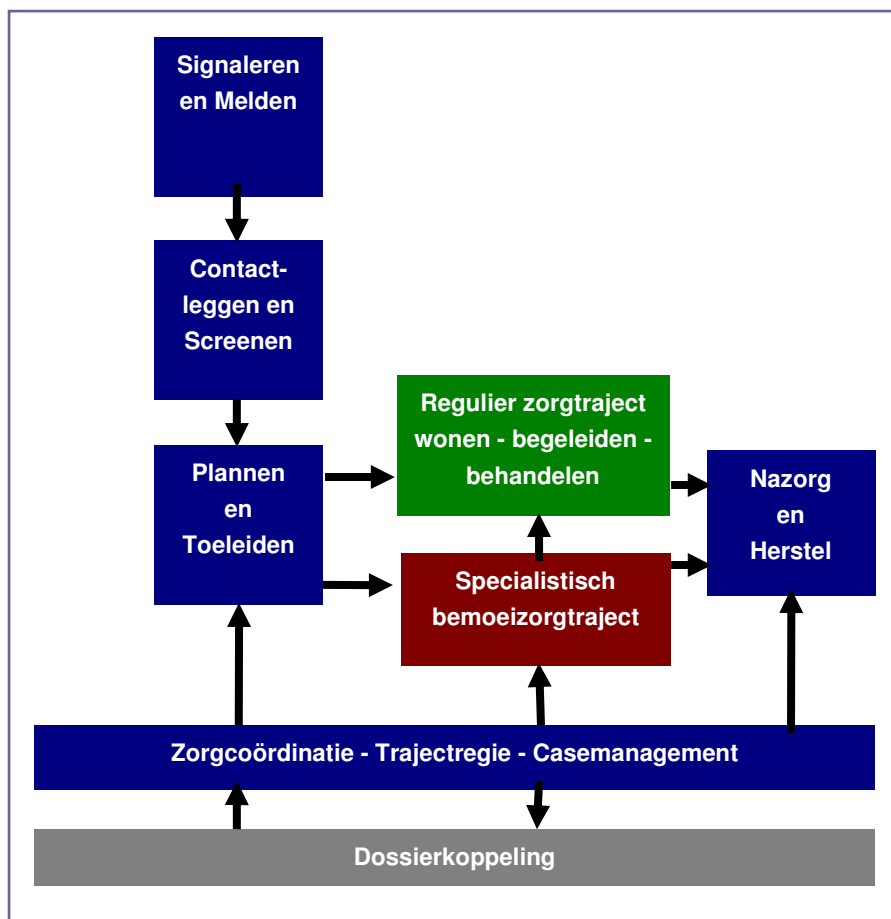 Signaleren
en Melden
Contact-
leggen en
Screenen
Regulier zorgtraject
wonen - begeleiden -
behandelen
Plannen
en
Toeleiden
Nazorg
en
Herstel
Specialistisch
bemoeizorgtraject
Zorgcoördinatie - Trajectregie - Casemanagement
Dossierkoppeling